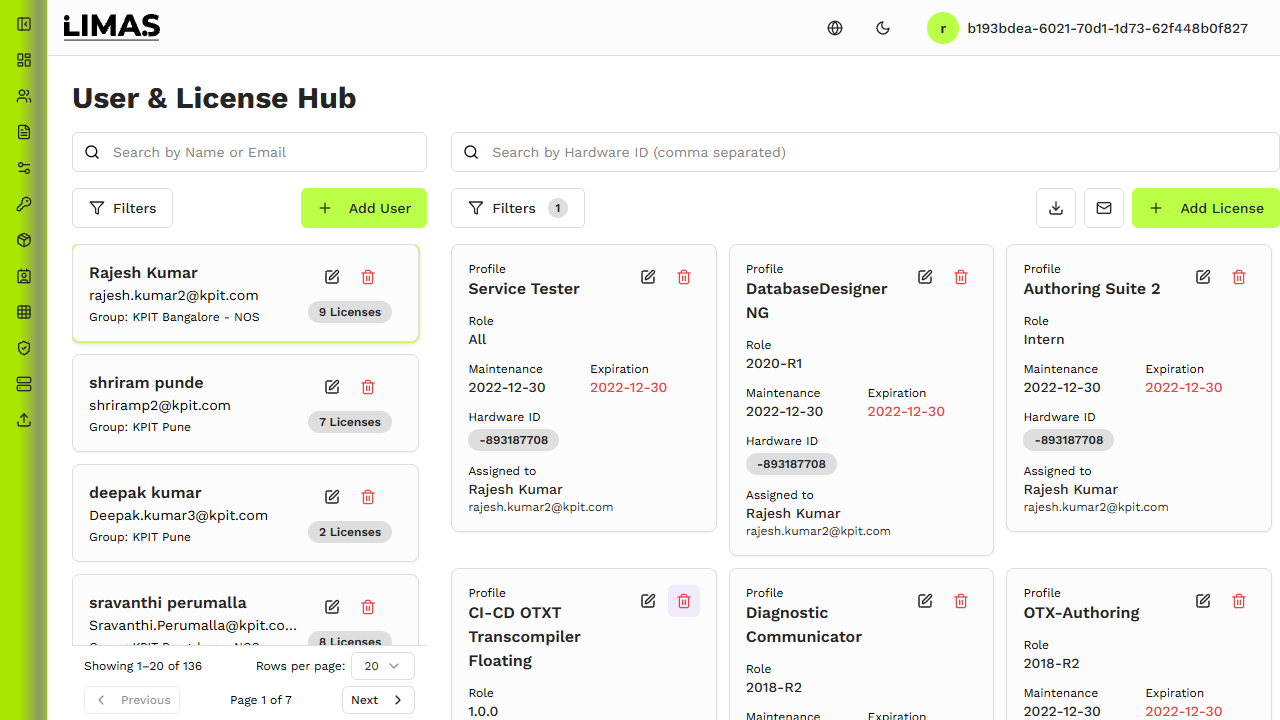 LIMAS
r
b193bdea-6021-70d1-1d73-62f448b0f827
User & License Hub
Search by Name or Email
Filters
Add User
Rajesh Kumar
rajesh.kumar2@kpit.com
Group: KPIT Bangalore - NOS
9 Licenses
shriram punde
shriramp2@kpit.com
Group: KPIT Pune
7 Licenses
deepak kumar
Deepak.kumar3@kpit.com
Group: KPIT Pune
2 Licenses
sravanthi perumalla
Sravanthi.Perumalla@kpit.co...
Group: KPIT Bangalore - NOS
8 Licenses
Showing 1–20 of 136
Rows per page:
20
Previous
Page 1 of 7
Next
Search by Hardware ID (comma separated)
Filters
1
Add License
Profile
Service Tester
Role
All
Maintenance
2022-12-30
Expiration
2022-12-30
Hardware ID
-893187708
Assigned to
Rajesh Kumar
rajesh.kumar2@kpit.com
Profile
DatabaseDesigner
NG
Role
2020-R1
Maintenance
2022-12-30
Expiration
2022-12-30
Hardware ID
-893187708
Assigned to
Rajesh Kumar
rajesh.kumar2@kpit.com
Profile
Authoring Suite 2
Role
Intern
Maintenance
2022-12-30
Expiration
2022-12-30
Hardware ID
-893187708
Assigned to
Rajesh Kumar
rajesh.kumar2@kpit.com
Profile
CI-CD OTXT
Transcompiler
Floating
Role
1.0.0
Profile
Diagnostic
Communicator
Role
2018-R2
Maintenance
Expiration
Profile
OTX-Authoring
Role
2018-R2
Maintenance
2022-12-30
Expiration
2022-12-30